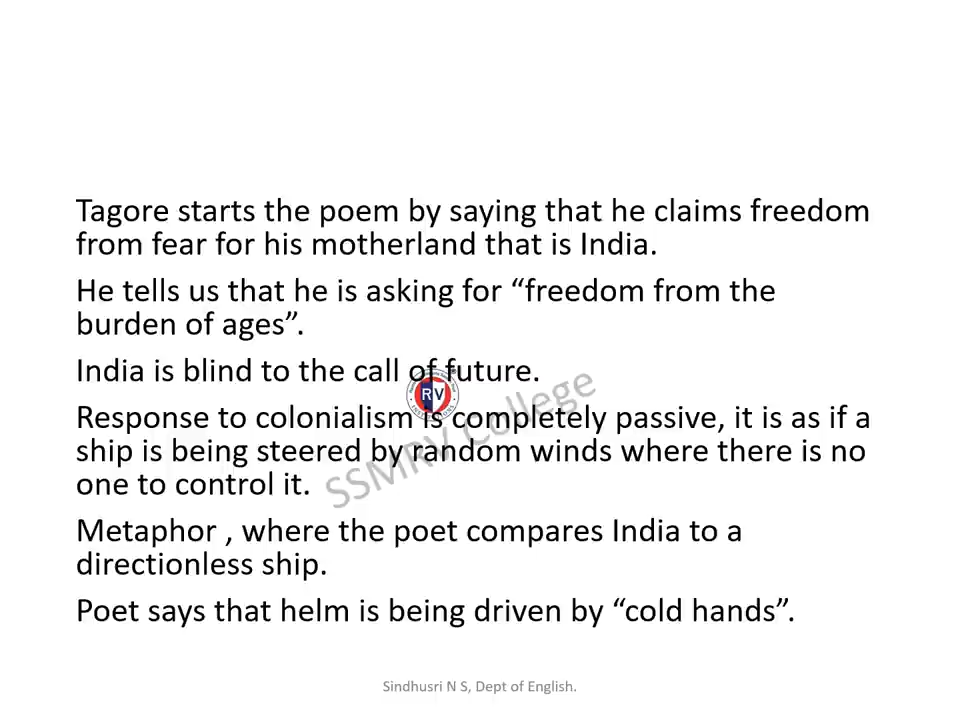 Tagore starts the poem by saying that he claims freedom
from fear for his motherland that is India.
He tells us that he is asking for “freedom from the
burden of ages”.
India is blind to the call of future.
Response to colonialism is completely passive, it is as if a
ship is being steered by random winds where there is no
one to control it.
Metaphor , where the poet compares India to a
directionless ship.
Poet says that helm is being driven by “cold hands”.
RV
SSMRV College
Sindhusri N S, Dept of English.